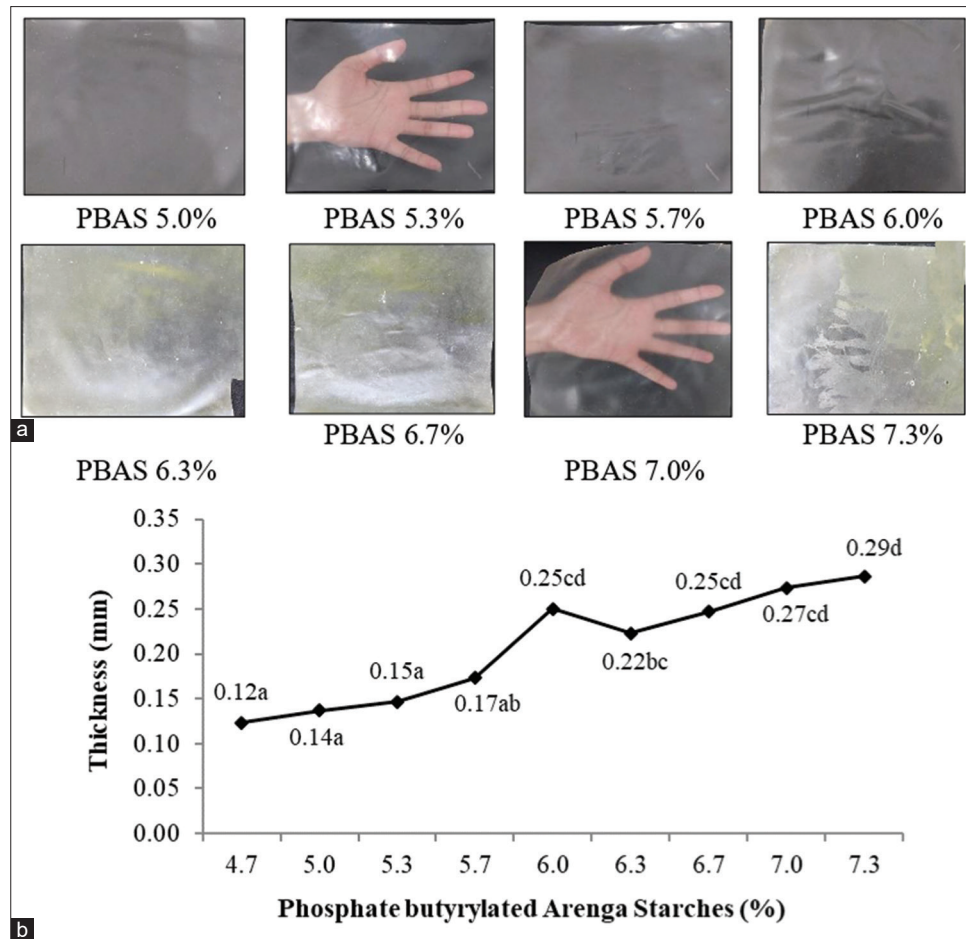 PBAS 5.0%
PBAS 5.3%
PBAS 5.7%
PBAS 6.0%
a
PBAS 6.7%
PBAS 7.3%
PBAS 6.3%
PBAS 7.0%
0.35
0.30
0.25
0.20
0.15
0.10
0.05
0.00
Thickness (mm)
0.12a
0.14a
0.15a
0.17ab
0.25cd
0.22bc
0.25cd
0.27cd
0.29d
4.7 5.0 5.3 5.7 6.0 6.3 6.7 7.0 7.3
Phosphate butyrylated Arenga Starches (%)
b